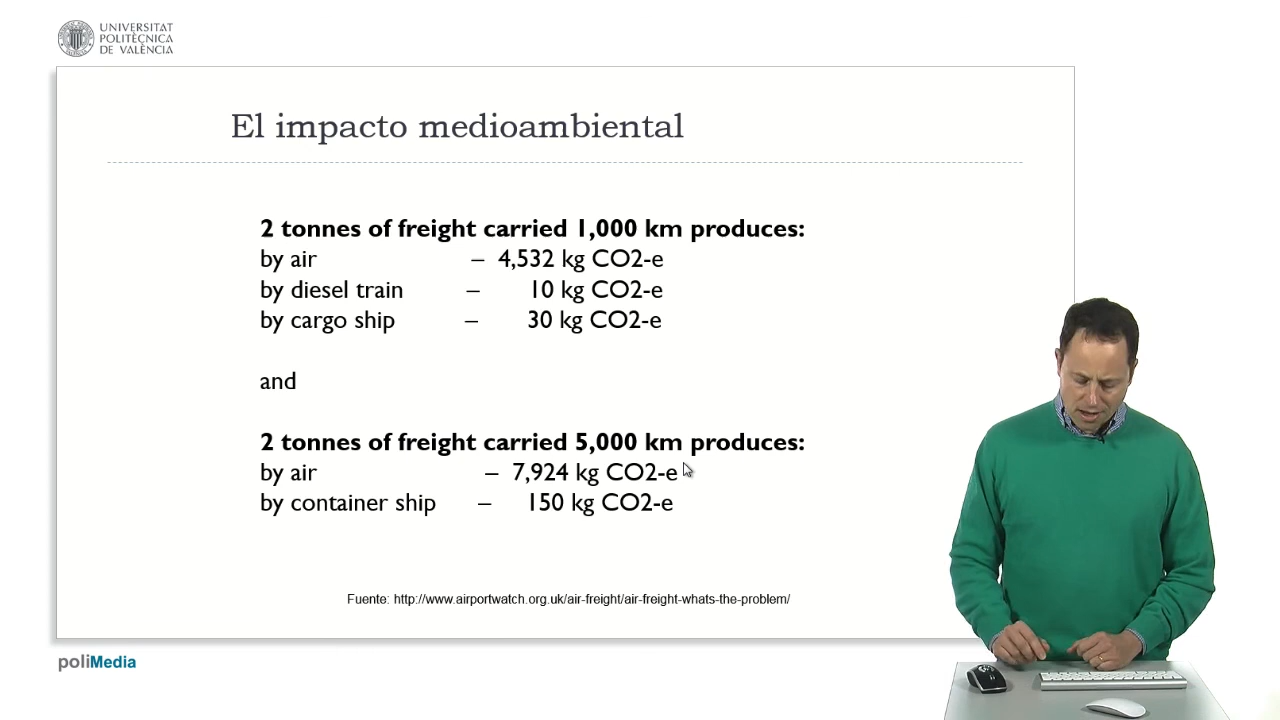 UNIVERSITAT
POLITÈCNICA
DE VALÈNCIA
El impacto medioambiental
2 tonnes of freight carried 1,000 km produces:
by air – 4,532 kg CO2-e
by diesel train – 10 kg CO2-e
by cargo ship – 30 kg CO2-e
and
2 tonnes of freight carried 5,000 km produces:
by air – 7,924 kg CO2-e
by container ship – 150 kg CO2-e
Fuente: http://www.airportwatch.org.uk/air-freight/air-freight-whats-the-problem/
poliMedia